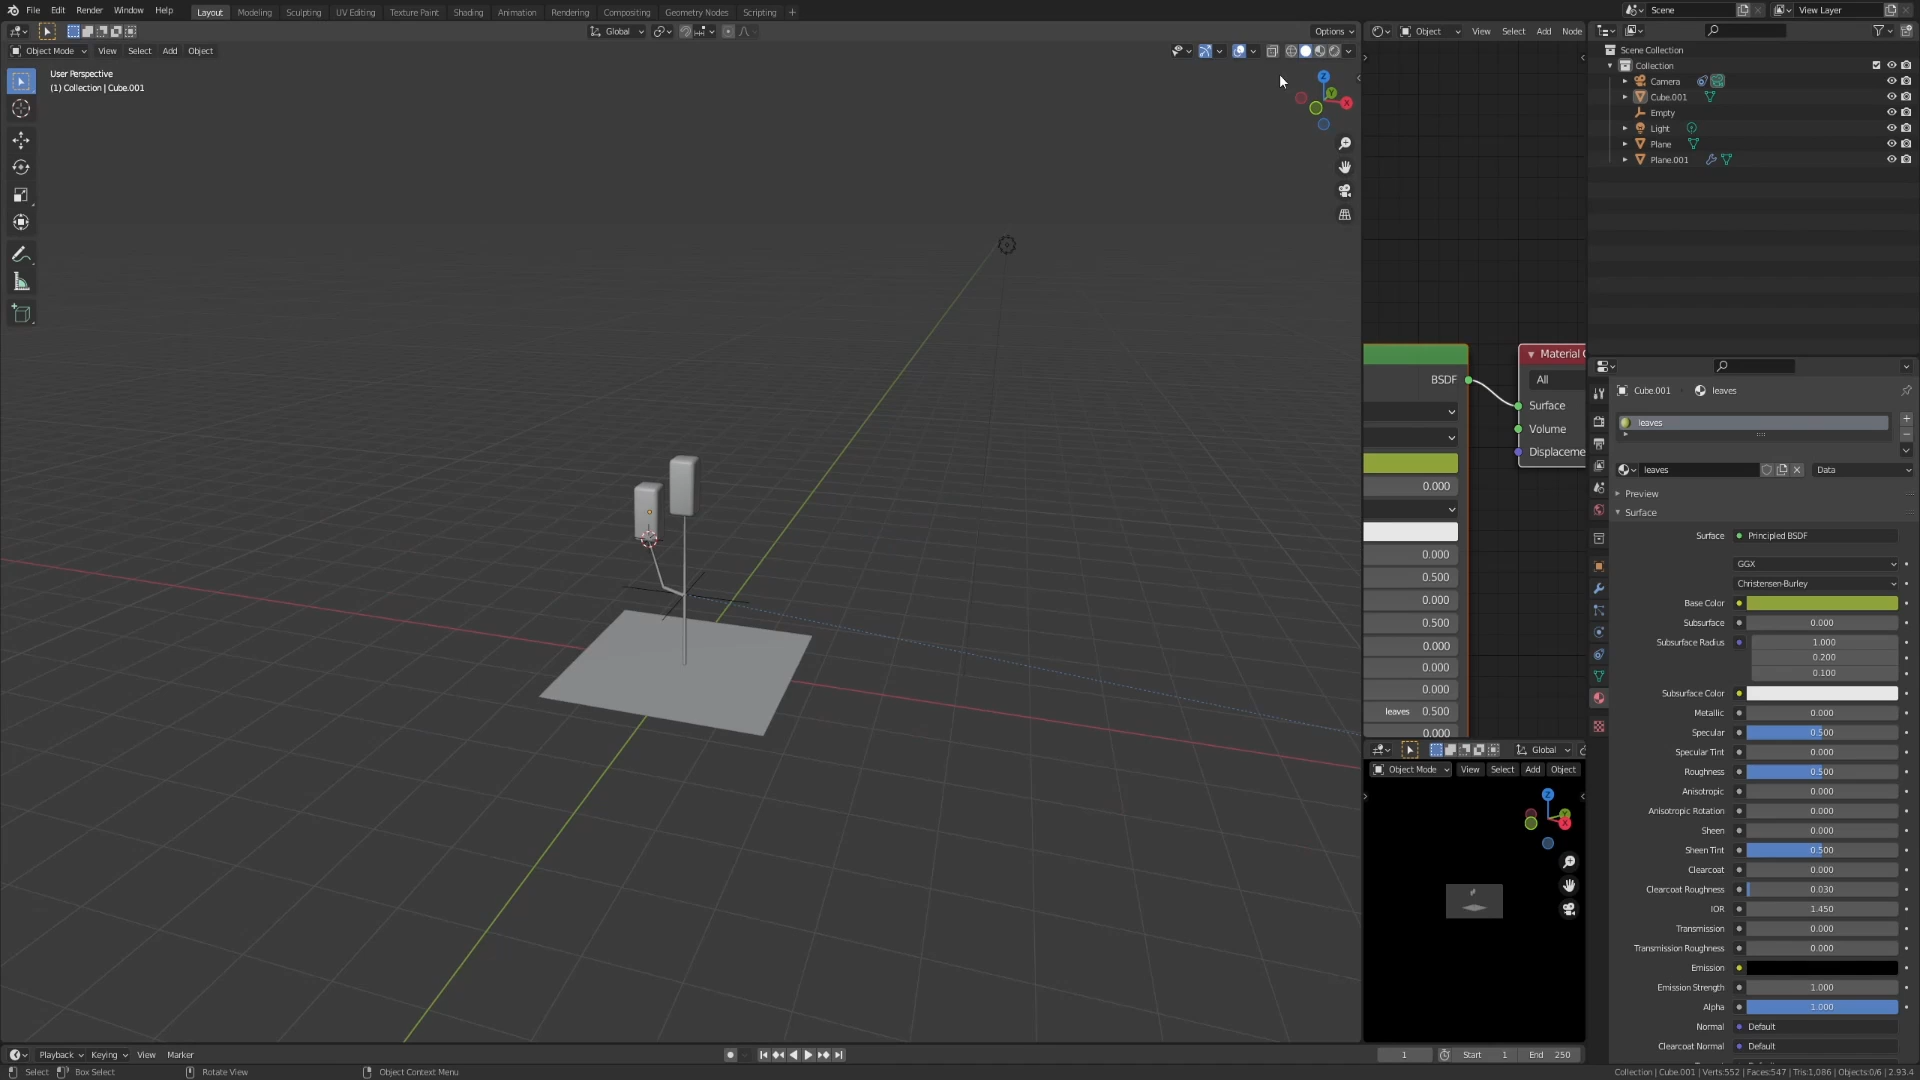 File Edit Render Window Help Layout Modeling Sculpting UV Editing Texture Paint Shading Animation Rendering Compositing Geometry Nodes Scripting + Scene View Layer
Global Options
Object Mode View Select Add Object
User Perspective
(1) Collection | Cube.001
Z
Y
X
Object View Select Add Node
BSDF
0.000
0.000
0.500
0.000
0.500
0.000
0.000
0.000
leaves 0.500
0.000
Material
All
Surface
Volume
Displaceme
Global
Object Mode View Select Add Object
Z
Y
X
Scene Collection
Collection
Camera
Cube.001
Empty
Light
Plane
Plane.001
Cube.001 leaves
leaves
leaves Data
Preview
Surface
Surface Principled BSDF
GGX
Christensen-Burley
Base Color
Subsurface 0.000
Subsurface Radius 1.000
0.200
0.100
Subsurface Color
Metallic 0.000
Specular 0.500
Specular Tint 0.000
Roughness 0.500
Anisotropic 0.000
Anisotropic Rotation 0.000
Sheen 0.000
Sheen Tint 0.500
Clearcoat 0.000
Clearcoat Roughness 0.030
IOR 1.450
Transmission 0.000
Transmission Roughness 0.000
Emission
Emission Strength 1.000
Alpha 1.000
Normal Default
Clearcoat Normal Default
Playback Keying View Marker 1 Start 1 End 250
Select Box Select Rotate View Object Context Menu Collection | Cube.001 | Verts:552 | Faces:547 | Tris:1,086 | Objects:0/6 | 2.93.4